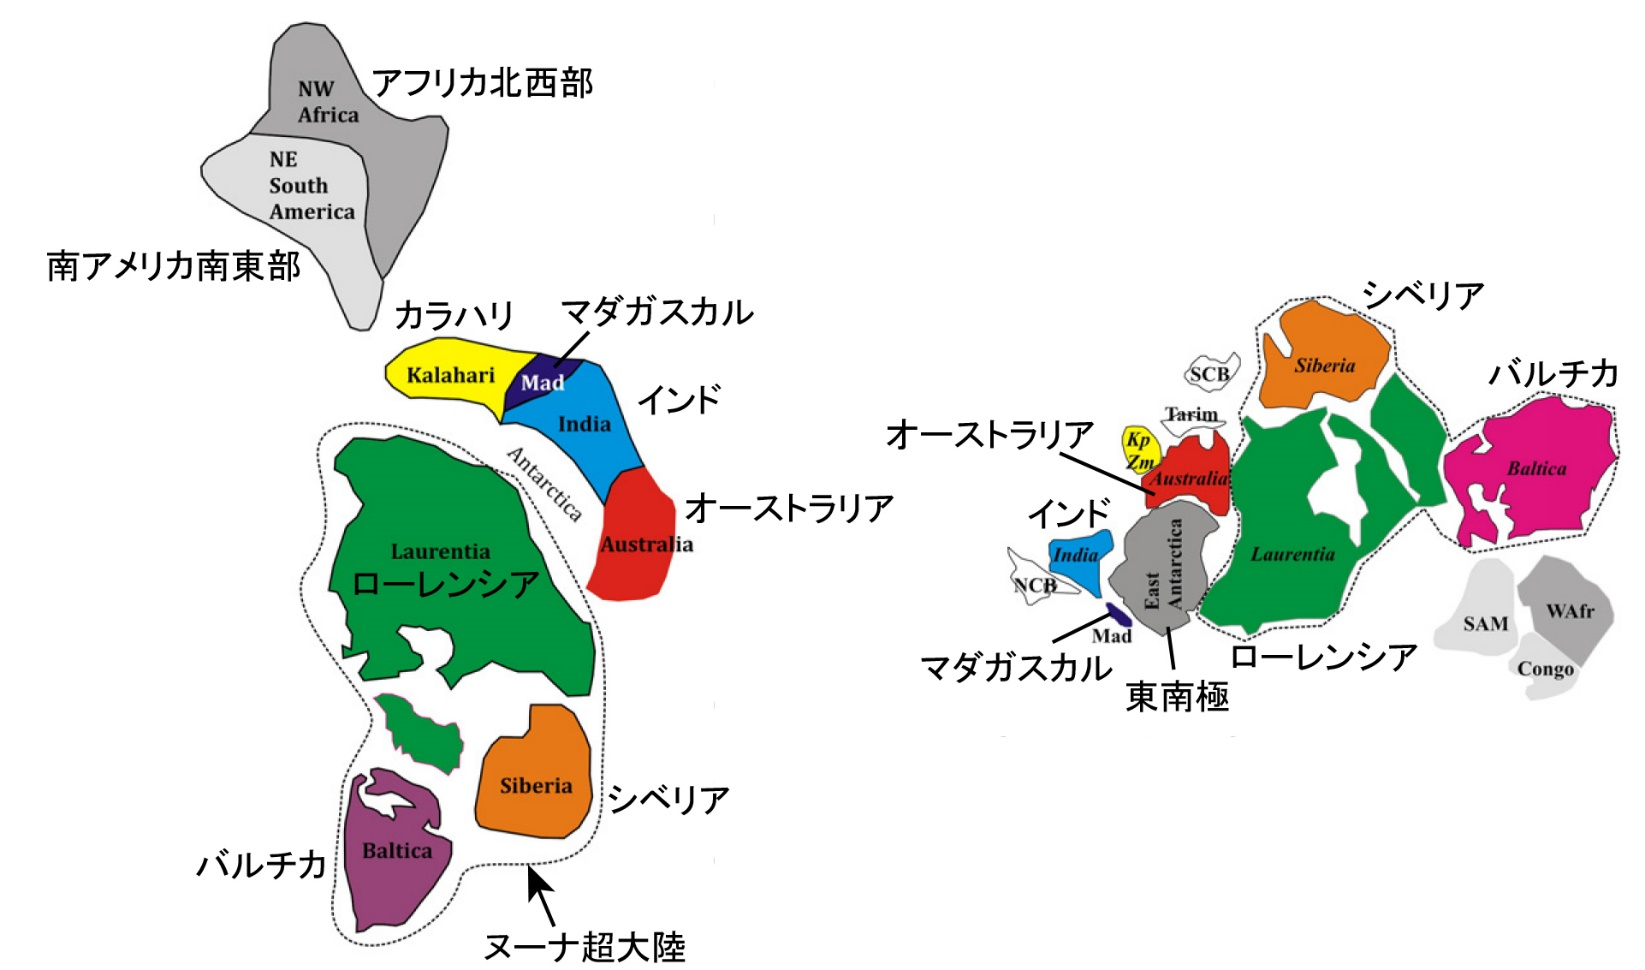 NW
Africa
アフリカ北西部
NE
South
America
南アメリカ南東部
カラハリ
マダガスカル
Kalahari
Mad
India
インド
Antarctica
オーストラリア
Australia
Laurentia
ローレンシア
Siberia
シベリア
Baltica
バルチカ
ヌーナ超大陸
シベリア
Siberia
SCB
バルチカ
Tarim
オーストラリア
Kp
Zm
Australia
Baltica
インド
India
East
Antarctica
Laurentia
NCB
Mad
マダガスカル
東南極
ローレンシア
SAM
WAfr
Congo